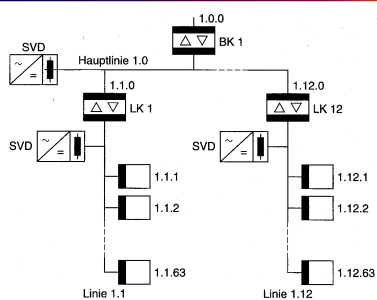 1.0.0
BK 1
SVD
~
=
Hauptlinie 1.0
1.1.0
LK 1
1.12.0
LK 12
SVD
~
=
SVD
~
=
1.1.1
1.1.2
1.1.63
Linie 1.1
1.12.1
1.12.2
1.12.63
Linie 1.12